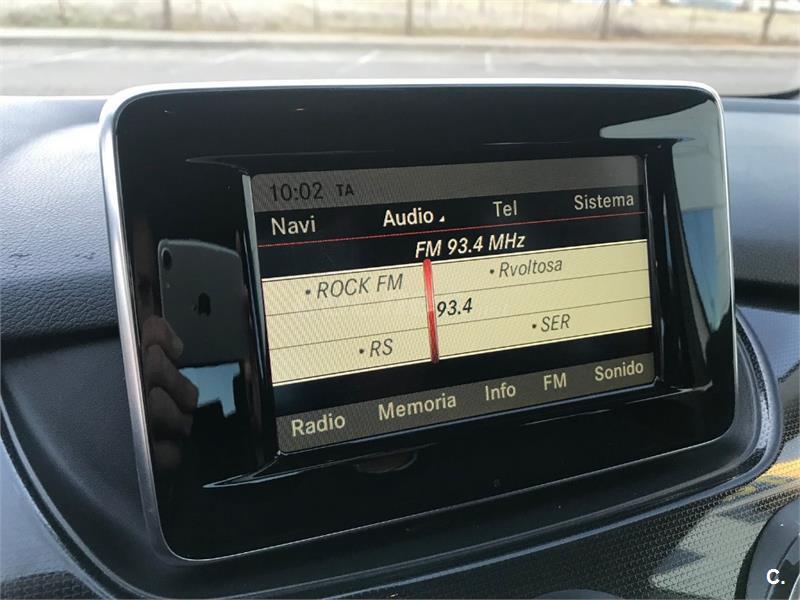 10:02 TA
Navi Audio Tel Sistema
FM 93.4 MHz
• ROCK FM • Rvoltosa
93.4
• RS • SER
Radio Memoria Info FM Sonido
C.